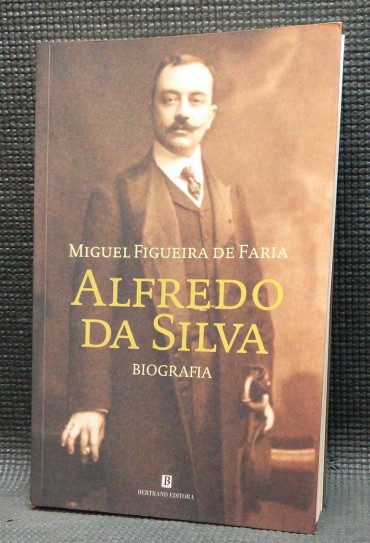 MIGUEL FIGUEIRA DE FARIA
ALFREDO
DA SILVA
BIOGRAFIA
B
BERTRAND EDITORA